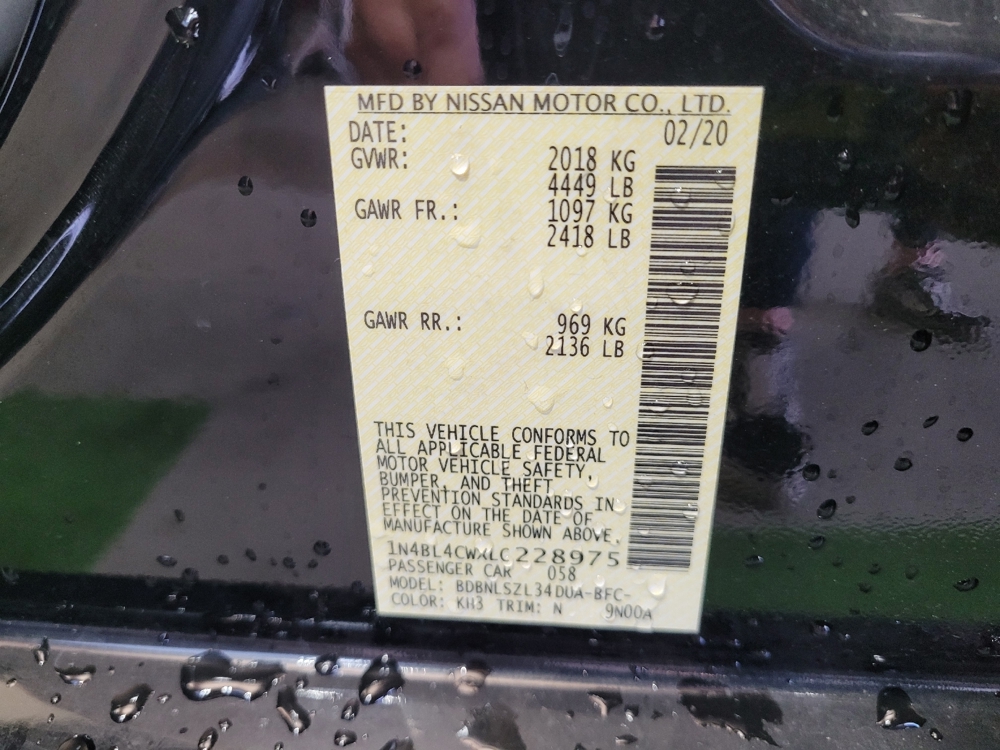 MFD BY NISSAN MOTOR CO., LTD.
DATE: 02/20
GVWR: 2018 KG
4449 LB
GAWR FR.: 1097 KG
2418 LB
GAWR RR.: 969 KG
2136 LB
THIS VEHICLE CONFORMS TO
ALL APPLICABLE FEDERAL
MOTOR VEHICLE SAFETY,
BUMPER, AND THEFT
PREVENTION STANDARDS IN
EFFECT ON THE DATE OF
MANUFACTURE SHOWN ABOVE.
1N4BL4CWXLC228975
PASSENGER CAR 058
MODEL: BDBNLSZL34DUA-BFC-
COLOR: KH3 TRIM: N 9N00A